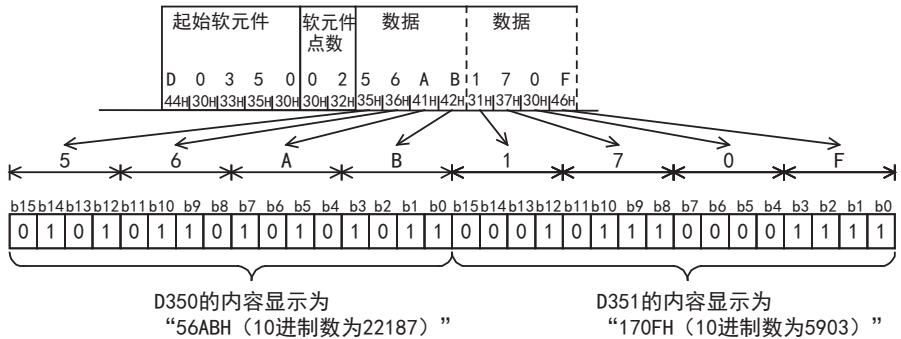 起始软元件 软元件点数 数据 数据
D 0 3 5 0 0 2 5 6 A B 1 7 0 F
44H 30H 33H 35H 30H 30H 32H 35H 36H 41H 42H 31H 37H 30H 46H
5 6 A B 1 7 0 F
b15 b14 b13 b12 b11 b10 b9 b8 b7 b6 b5 b4 b3 b2 b1 b0 b15 b14 b13 b12 b11 b10 b9 b8 b7 b6 b5 b4 b3 b2 b1 b0
0 1 0 1 0 1 1 0 1 0 1 0 1 0 1 1 0 0 0 1 0 1 1 1 0 0 0 0 1 1 1 1
D350的内容显示为
“56ABH（10进制数为22187）”
D351的内容显示为
“170FH（10进制数为5903）”